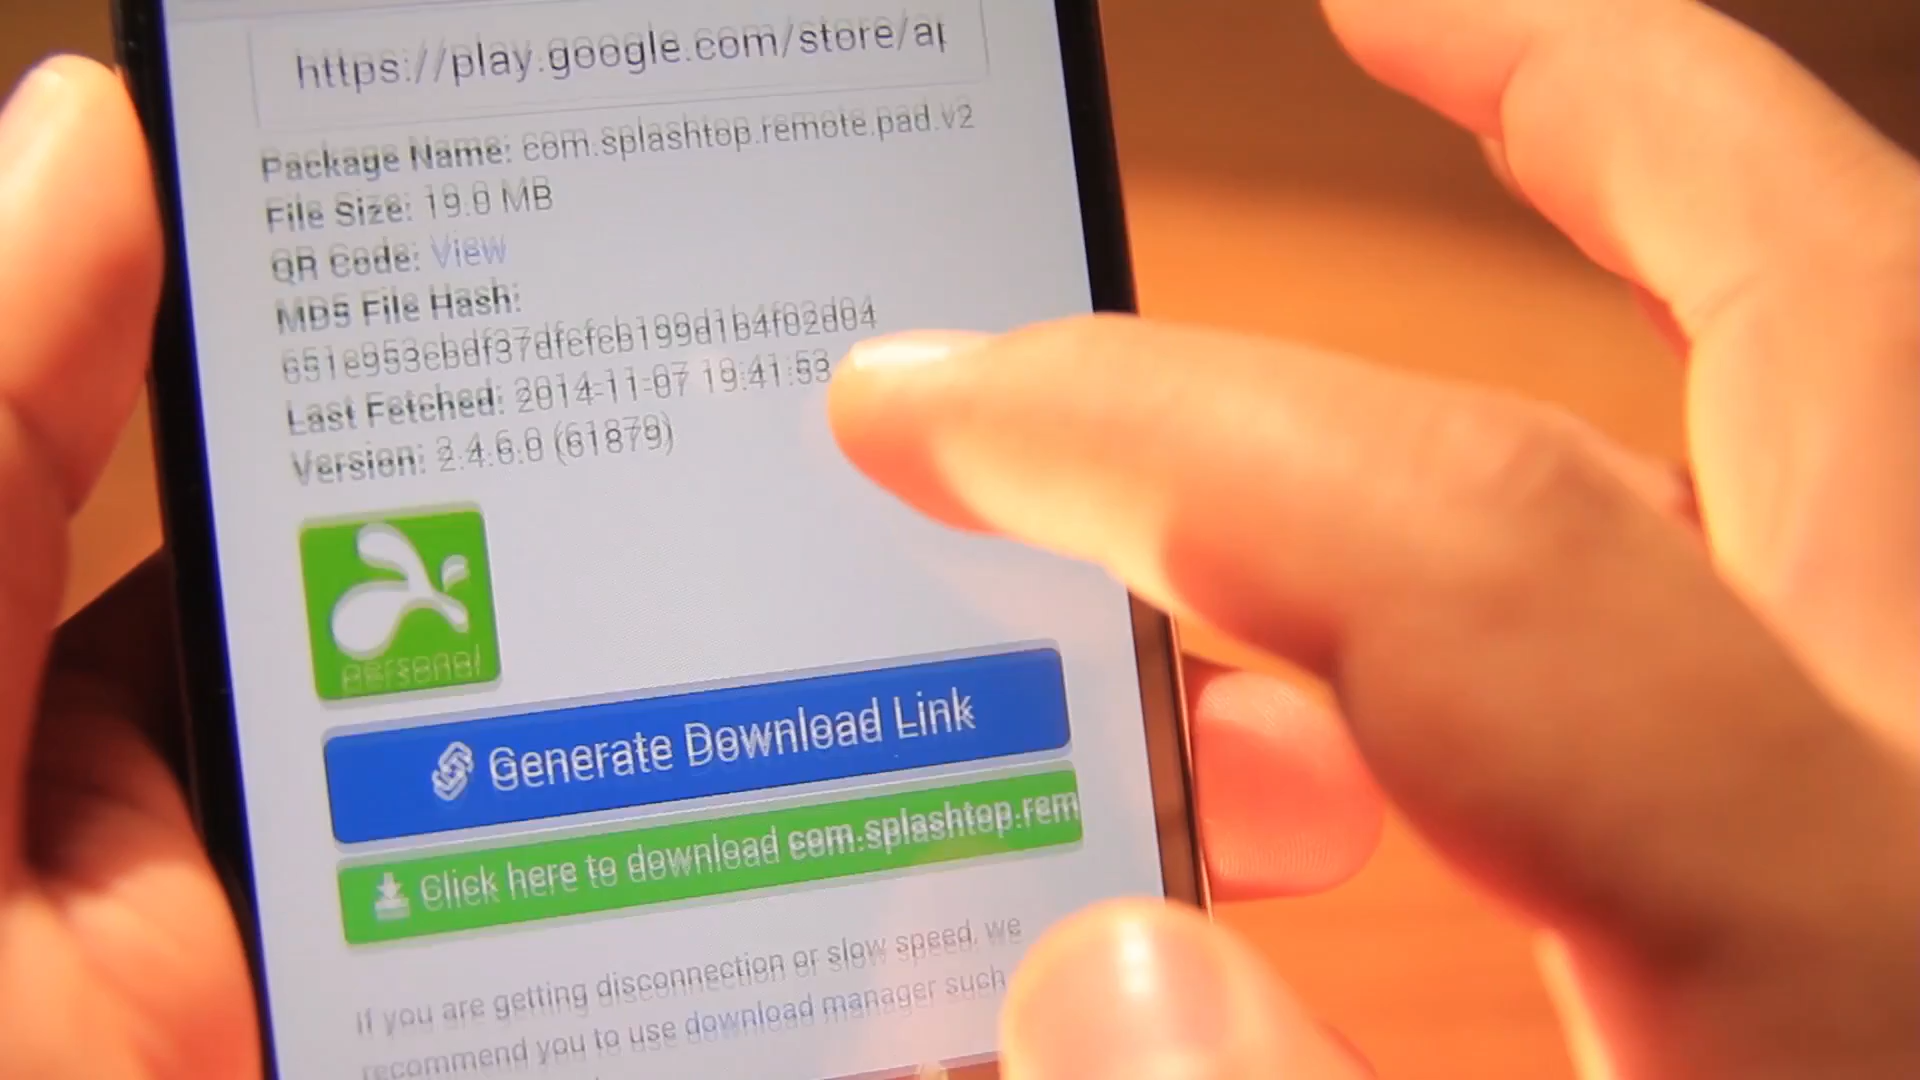 https://play.google.com/store/ap
Package Name: com.splashtop.remote.pad.v2
File Size: 19.0 MB
QR Code: View
MD5 File Hash:
651e953cbdf37dfcfcb199d1b4f02d04
Last Fetched: 2014-11-07 19:41:53
Version: 2.4.6.0 (61879)
personal
Generate Download Link
Click here to download com.splashtop.rem
If you are getting disconnection or slow speed, we
recommend you to use download manager such